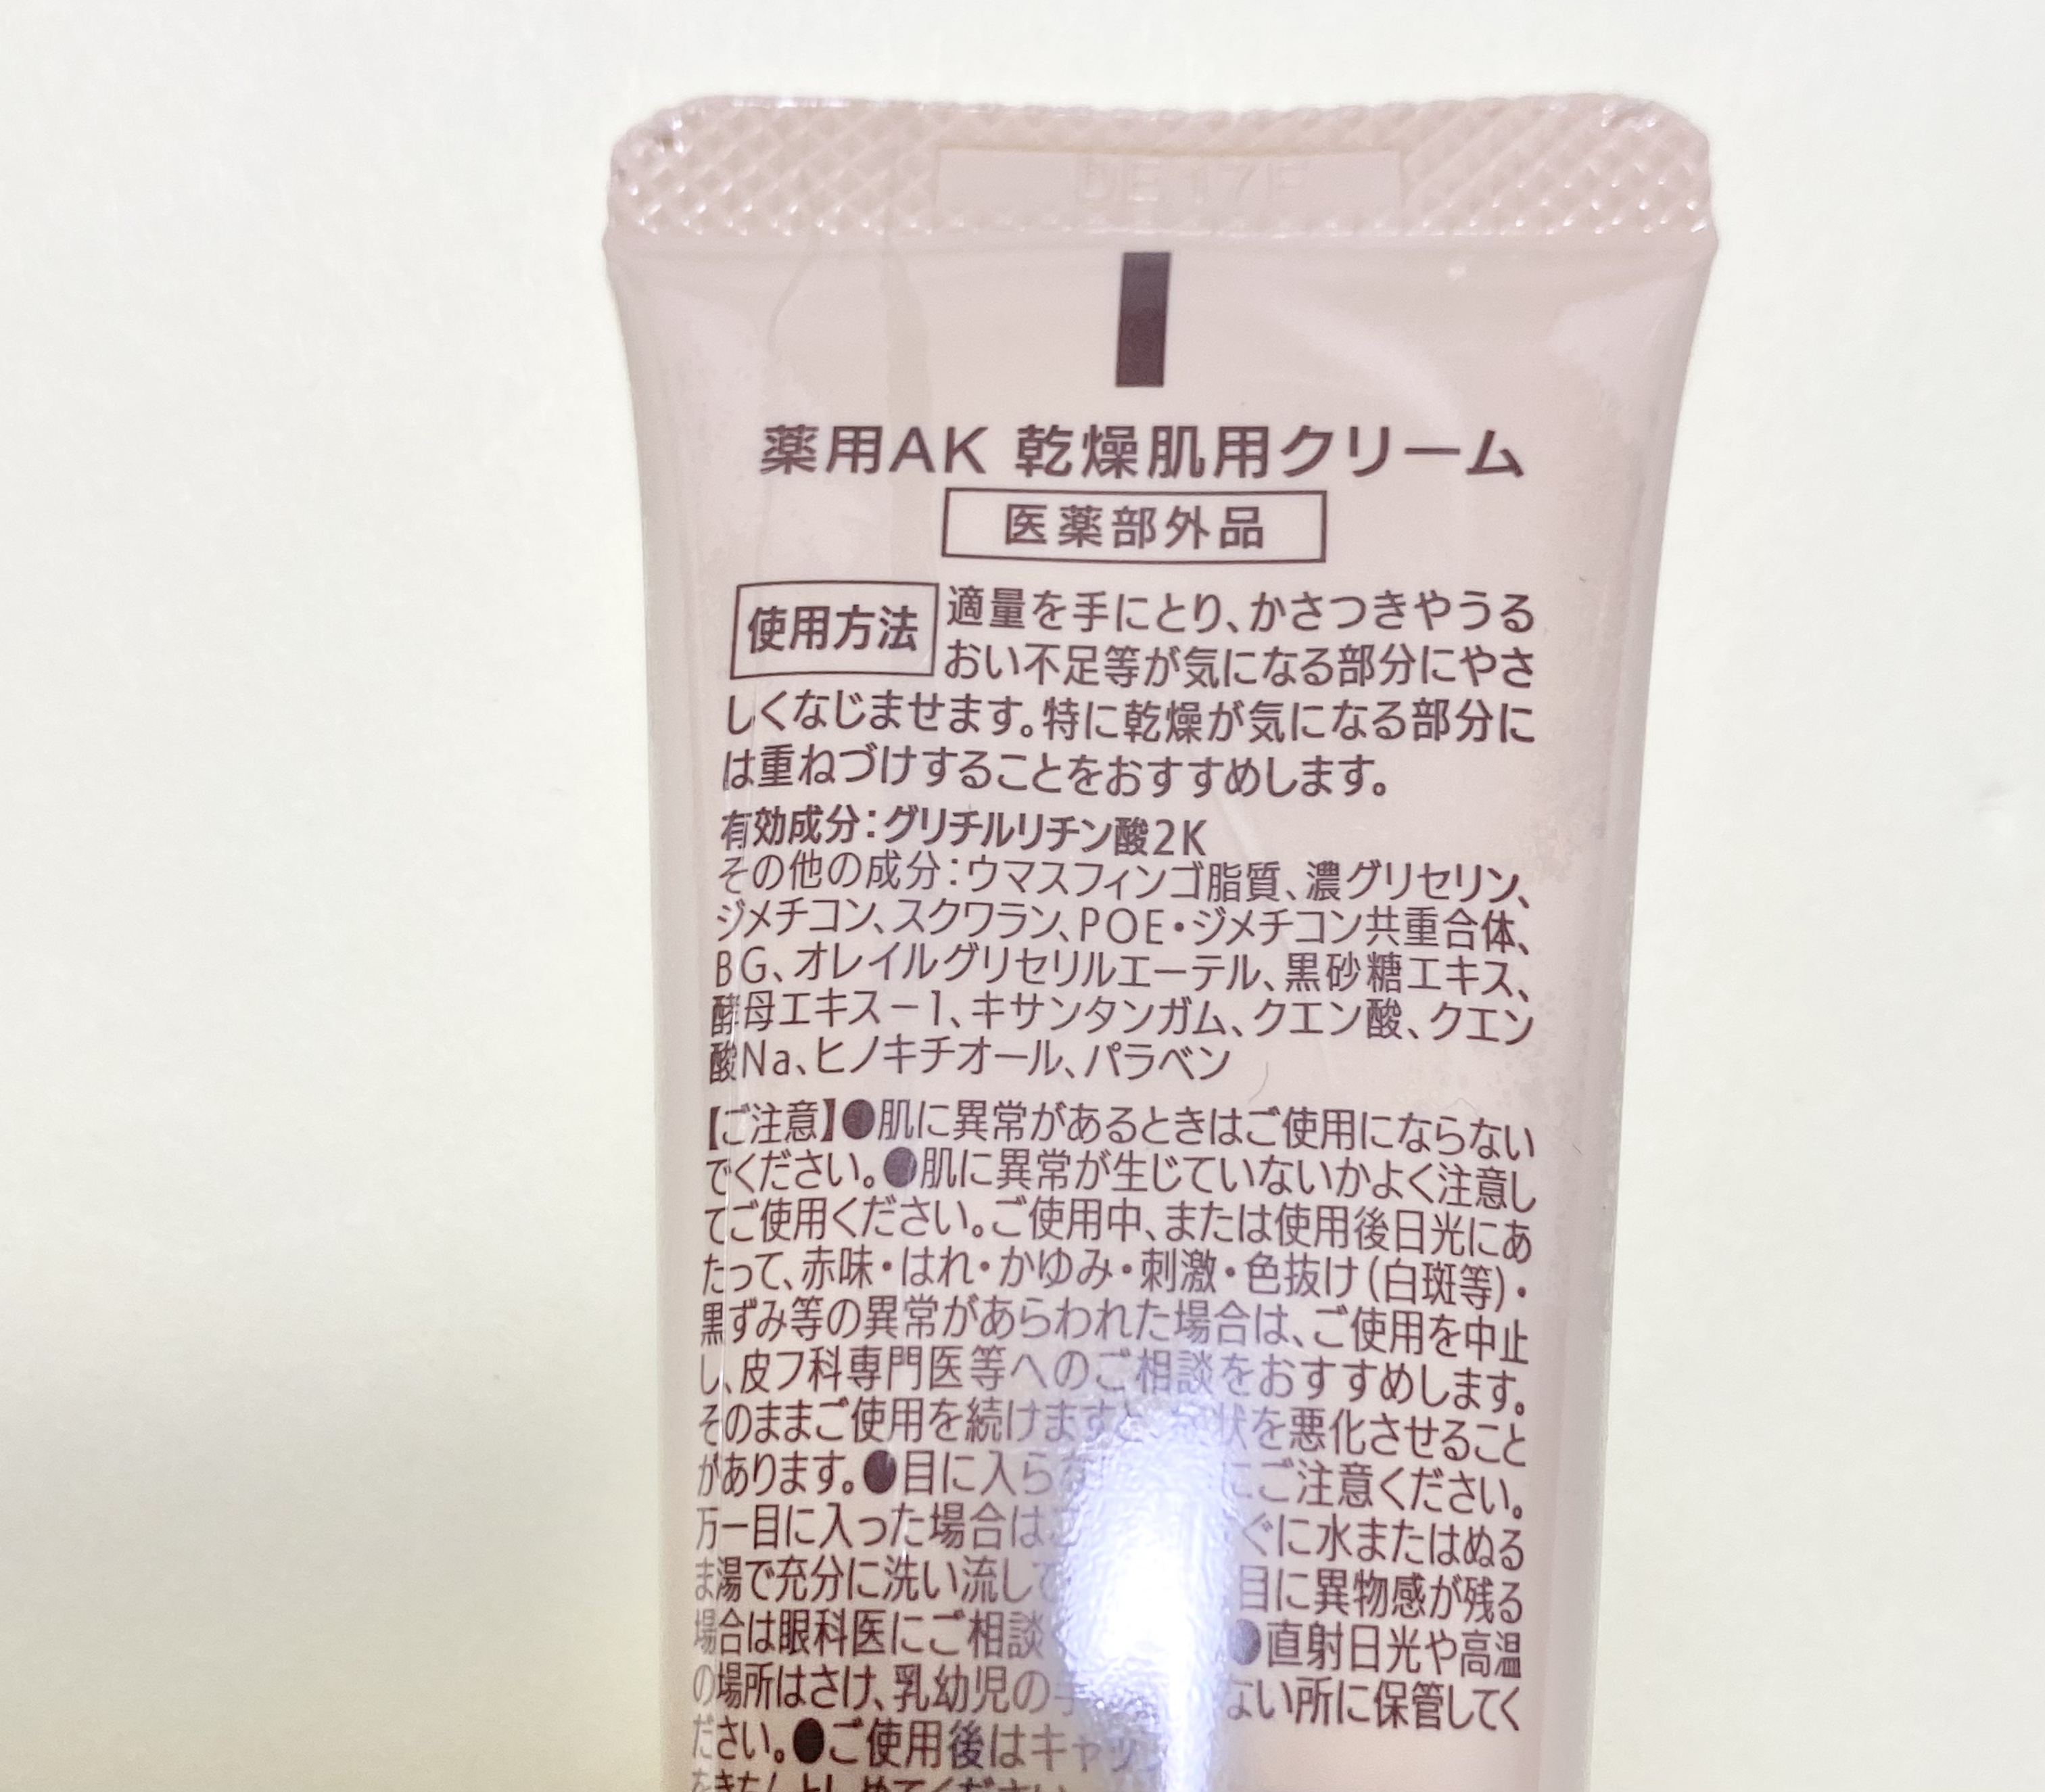 薬用AK 乾燥肌用クリーム
医薬部外品
使用方法 適量を手にとり、かさつきやうる
おい不足等が気になる部分にやさ
しくなじませます。特に乾燥が気になる部分に
は重ねづけすることをおすすめします。
有効成分：グリチルリチン酸2K
その他の成分：ウマスフィンゴ脂質、濃グリセリン、
ジメチコン、スクワラン、POE・ジメチコン共重合体、
BG、オレイルグリセリルエーテル、黒砂糖エキス、
酵母エキス－1、キサンタンガム、クエン酸、クエン
酸Na、ヒノキチオール、パラベン
【ご注意】●肌に異常があるときはご使用にならない
でください。●肌に異常が生じていないかよく注意し
てご使用ください。ご使用中、または使用後日光にあ
たって、赤味・はれ・かゆみ・刺激・色抜け(白斑等)・
黒ずみ等の異常があらわれた場合は、ご使用を中止
し、皮フ科専門医等へのご相談をおすすめします。
そのままご使用を続けますと、症状を悪化させること
があります。●目に入らな にご注意ください。
万一目に入った場合は ぐに水またはぬる
ま湯で充分に洗い流して 目に異物感が残る
場合は眼科医にご相談 ●直射日光や高温
の場所はさけ、乳幼児の手 ない所に保管してく
ださい。●ご使用後はキャッ
をきちんとしめてください